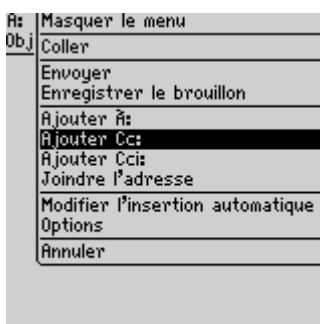 A: Masquer le menu
Obj Coller
Envoyer
Enregistrer le brouillon
Ajouter À:
Ajouter Cc:
Ajouter Cci:
Joindre l'adresse
Modifier l'insertion automatique
Options
Annuler